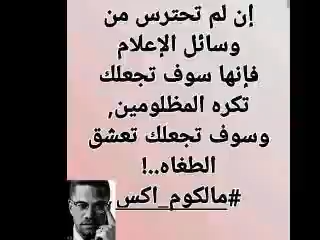 إن لم تحترس من
وسائل الإعلام
فإنها سوف تجعلك
تكره المظلومين,
وسوف تجعلك تعشق
الطغاه..!
#مالكوم_اكس